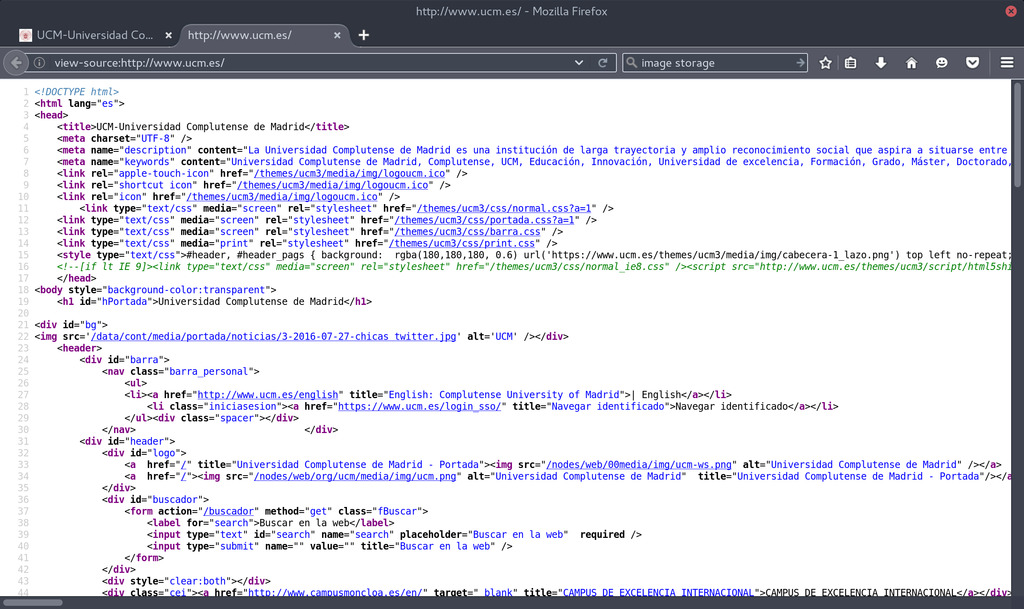 http://www.ucm.es/ - Mozilla Firefox
UCM-Universidad Co... × http://www.ucm.es/ × +
view-source:http://www.ucm.es/ image storage
1 <!DOCTYPE html>
2 <html lang="es">
3 <head>
4 <title>UCM-Universidad Complutense de Madrid</title>
5 <meta charset="UTF-8" />
6 <meta name="description" content="La Universidad Complutense de Madrid es una institución de larga trayectoria y amplio reconocimiento social que aspira a situarse entre
7 <meta name="keywords" content="Universidad Complutense de Madrid, Complutense, UCM, Educación, Innovación, Universidad de excelencia, Formación, Grado, Máster, Doctorado,
8 <link rel="apple-touch-icon" href="/themes/ucm3/media/img/logoucm.ico" />
9 <link rel="shortcut icon" href="/themes/ucm3/media/img/logoucm.ico" />
10 <link rel="icon" href="/themes/ucm3/media/img/logoucm.ico" />
11 <link type="text/css" media="screen" rel="stylesheet" href="/themes/ucm3/css/normal.css?a=1" />
12 <link type="text/css" media="screen" rel="stylesheet" href="/themes/ucm3/css/portada.css?a=1" />
13 <link type="text/css" media="screen" rel="stylesheet" href="/themes/ucm3/css/barra.css" />
14 <link type="text/css" media="print" rel="stylesheet" href="/themes/ucm3/css/print.css" />
15 <style type="text/css">#header, #header_pags { background: rgba(180,180,180, 0.6) url('https://www.ucm.es/themes/ucm3/media/img/cabecera-1_lazo.png') top left no-repeat;
16 <!--[if lt IE 9]><link type="text/css" media="screen" rel="stylesheet" href="/themes/ucm3/css/normal_ie8.css" /><script src="http://www.ucm.es/themes/ucm3/script/html5shi
17 </head>
18 <body style="background-color:transparent">
19 <h1 id="hPortada">Universidad Complutense de Madrid</h1>
20
21 <div id="bg">
22 <img src='/data/cont/media/portada/noticias/3-2016-07-27-chicas twitter.jpg' alt='UCM' /></div>
23 <header>
24 <div id="barra">
25 <nav class="barra_personal">
26 <ul>
27 <li><a href="http://www.ucm.es/english" title="English: Complutense University of Madrid">| English</a></li>
28 <li class="iniciasesion"><a href="https://www.ucm.es/login_sso/" title="Navegar identificado">Navegar identificado</a></li>
29 </ul><div class="spacer"></div>
30 </nav> </div>
31 <div id="header">
32 <div id="logo">
33 <a href="/" title="Universidad Complutense de Madrid - Portada"><img src="/nodes/web/00media/img/ucm-ws.png" alt="Universidad Complutense de Madrid" /></a>
34 <a href="/"><img src="/nodes/web/org/ucm/media/img/ucm.png" alt="Universidad Complutense de Madrid" title="Universidad Complutense de Madrid - Portada"/></a
35 </div>
36 <div id="buscador">
37 <form action="/buscador" method="get" class="fBuscar">
38 <label for="search">Buscar en la web</label>
39 <input type="text" id="search" name="search" placeholder="Buscar en la web" required />
40 <input type="submit" name="" value="" title="Buscar en la web" />
41 </form>
42 </div>
43 <div style="clear:both"></div>
44 <div class="cei"><a href="http://www.campusmoncloa.es/en/" target="_blank" title="CAMPUS DE EXCELENCIA INTERNACIONAL">CAMPUS DE EXCELENCIA INTERNACIONAL</a></div>